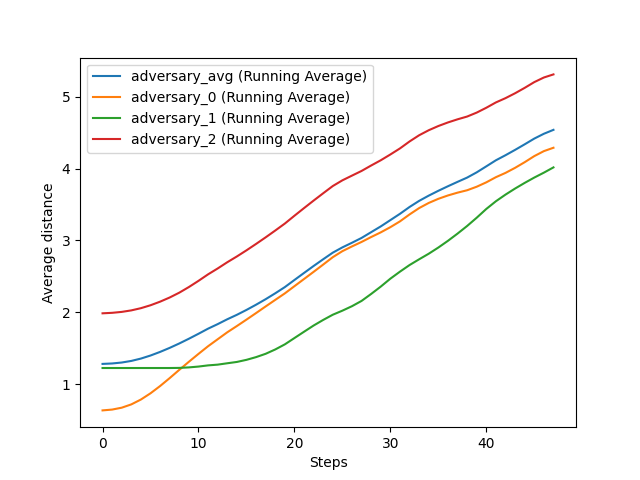 adversary_avg (Running Average)
adversary_0 (Running Average)
adversary_1 (Running Average)
adversary_2 (Running Average)
5
4
3
2
1
Average distance
0 10 20 30 40
Steps